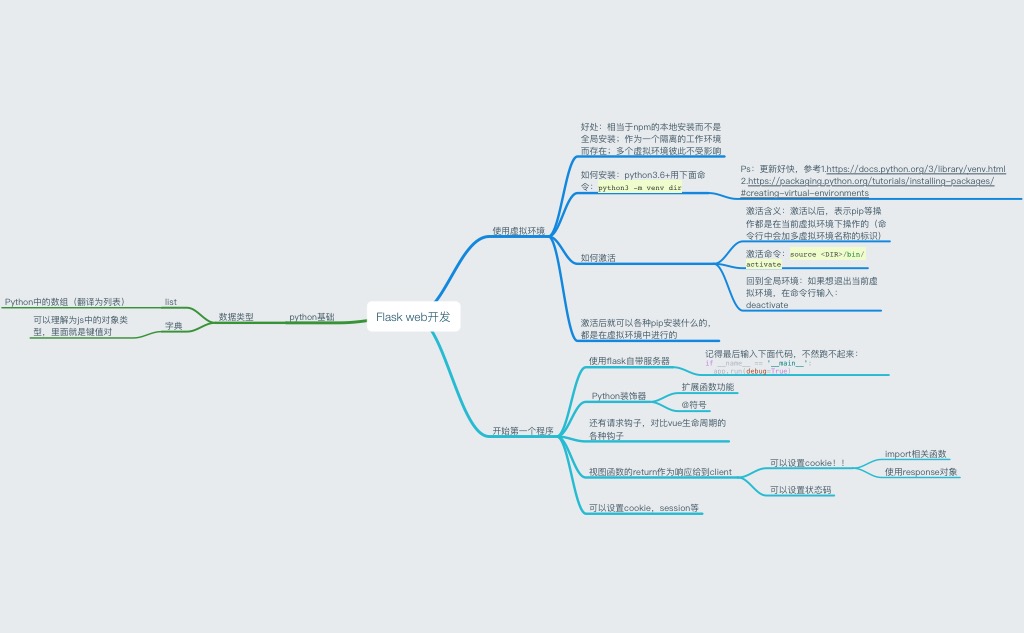 Flask web开发
使用虚拟环境
好处：相当于npm的本地安装而不是
全局安装；作为一个隔离的工作环境
而存在；多个虚拟环境彼此不受影响
如何安装：python3.6+用下面命
令：python3 -m venv dir
Ps：更新好快，参考1.https://docs.python.org/3/library/venv.html
2.https://packaging.python.org/tutorials/installing-packages/
#creating-virtual-environments
如何激活
激活含义：激活以后，表示pip等操
作都是在当前虚拟环境下操作的（命
令行中会加多虚拟环境名称的标识）
激活命令：source <DIR>/bin/
activate
回到全局环境：如果想退出当前虚
拟环境，在命令行输入：
deactivate
激活后就可以各种pip安装什么的，
都是在虚拟环境中进行的
开始第一个程序
使用flask自带服务器
记得最后输入下面代码，不然跑不起来：
if __name__ == '__main__':
app.run(debug=True)
Python装饰器
扩展函数功能
@符号
还有请求钩子，对比vue生命周期的
各种钩子
视图函数的return作为响应给到client
可以设置cookie！！
import相关函数
使用response对象
可以设置状态码
可以设置cookie，session等
python基础
数据类型
list
Python中的数组（翻译为列表）
字典
可以理解为js中的对象类
型，里面就是键值对